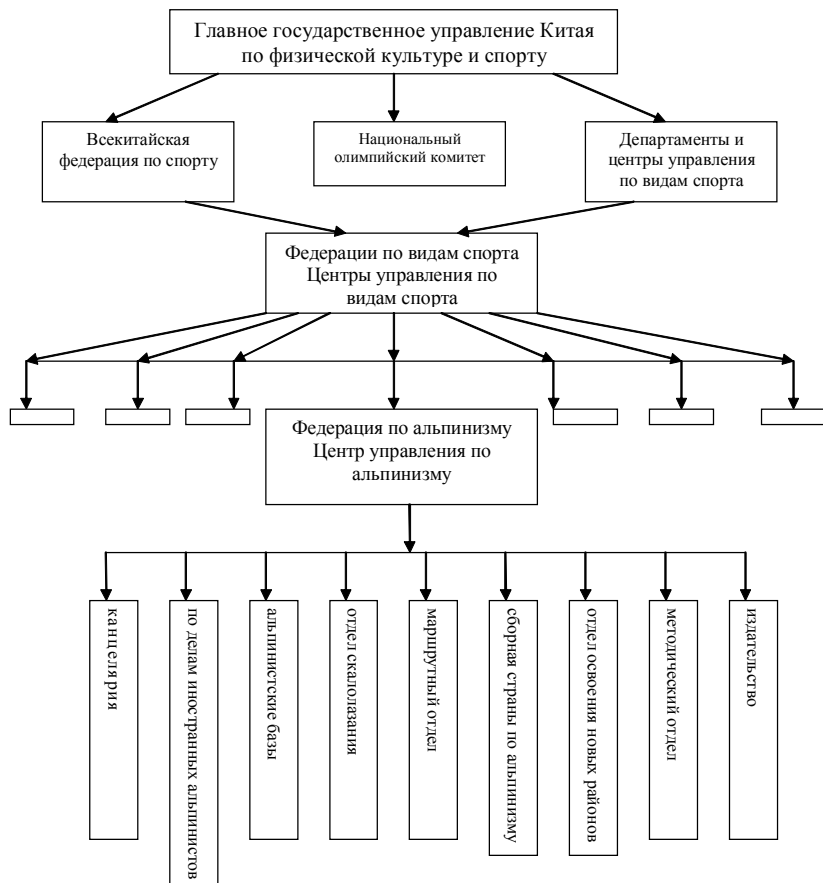 Главное государственное управление Китая
по физической культуре и спорту
Всекитайская
федерация по спорту
Национальный
олимпийский комитет
Департаменты и
центры управления
по видам спорта
Федерации по видам спорта
Центры управления по
видам спорта
Федерация по альпинизму
Центр управления по
альпинизму
канцелярия
по делам иностранных альпинистов
альпинистские базы
отдел скалолазания
маршрутный отдел
сборная страны по альпинизму
отдел освоения новых районов
методический отдел
издательство